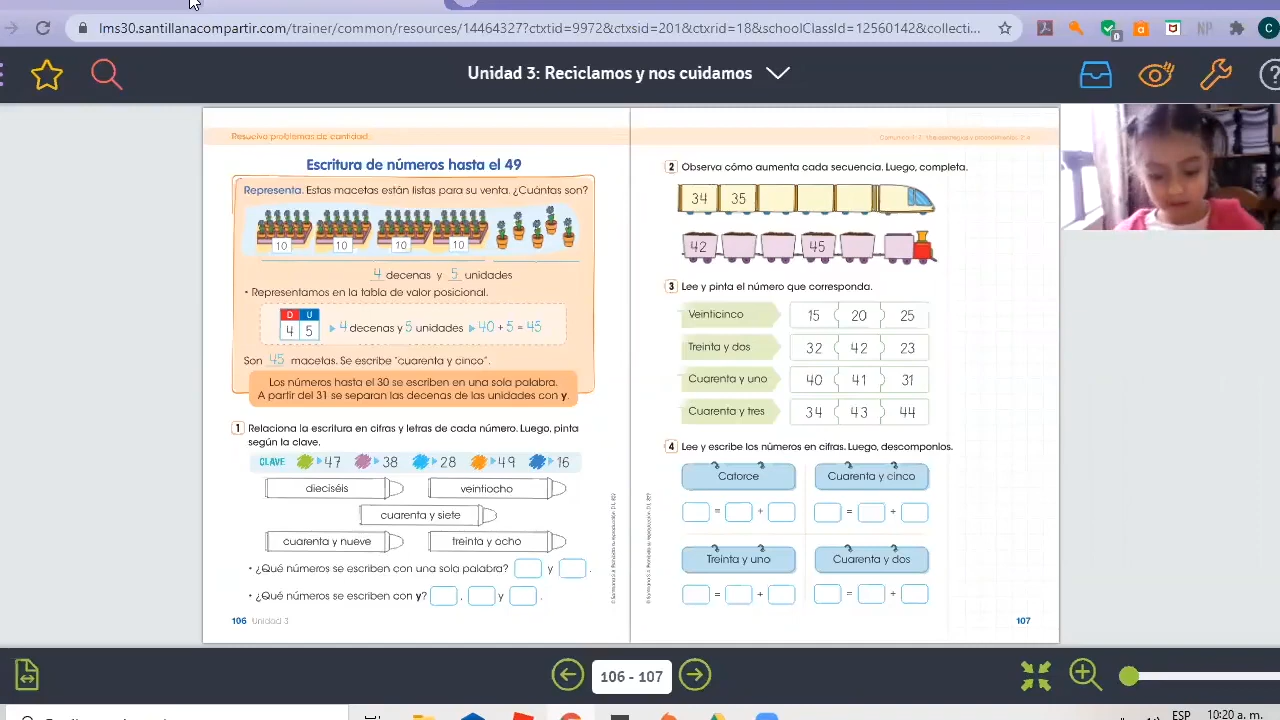 lms30.santillanacompartir.com/tramer/common/resources/14464327?ctxtid=9972&ctxsid=201&ctxrid=18&schoolClassId=12560142&collecti...
Unidad 3: Reciclamos y nos cuidamos
Resuelvo problemas de cantidad.
Escritura de números hasta el 49
Representa. Estas macetas están listas para su venta. ¿Cuántas son?
10 10 10 10
4 decenas y 5 unidades
• Representamos en la tabla de valor posicional.
D U
4 5
4 decenas y 5 unidades 40 + 5 = 45
Son 45 macetas. Se escribe "cuarenta y cinco".
Los números hasta el 30 se escriben en una sola palabra.
A partir del 31 se separan las decenas de las unidades con y.
1 Relaciona la escritura en cifras y letras de cada número. Luego, pinta
según la clave.
CLAVE 47 38 28 49 16
dieciséis veintiocho
cuarenta y siete
cuarenta y nueve treinta y ocho
• ¿Qué números se escriben con una sola palabra? y .
• ¿Qué números se escriben con y? , y .
106 Unidad 3
2 Observa cómo aumenta cada secuencia. Luego, completa.
34 35
42 45
3 Lee y pinta el número que corresponda.
Veinticinco 15 20 25
Treinta y dos 32 42 23
Cuarenta y uno 40 41 31
Cuarenta y tres 34 43 44
4 Lee y escribe los números en cifras. Luego, descomponlos.
Catorce Cuarenta y cinco
= + = +
Treinta y uno Cuarenta y dos
= + = +
107
106 - 107
ESP 10:20 a. m.